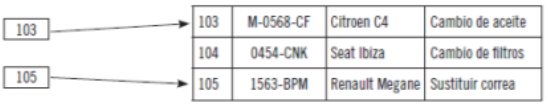 103
105
103 M-0568-CF Citroen C4 Cambio de aceite
104 0454-CNK Seat Ibiza Cambio de filtros
105 1563-BPM Renault Megane Sustituir correa